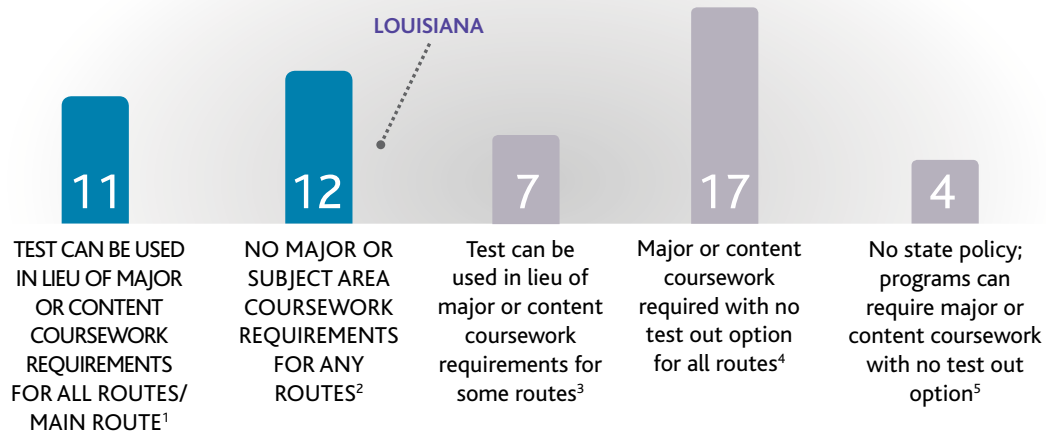 LOUISIANA
11
12
7
17
4
TEST CAN BE USED
IN LIEU OF MAJOR
OR CONTENT
COURSEWORK
REQUIREMENTS
FOR ALL ROUTES/
MAIN ROUTE¹
NO MAJOR OR
SUBJECT AREA
COURSEWORK
REQUIREMENTS
FOR ANY
ROUTES²
Test can be
used in lieu of
major or content
coursework
requirements for
some routes³
Major or content
coursework
required with no
test out option
for all routes⁴
No state policy;
programs can
require major or
content coursework
with no test out
option⁵